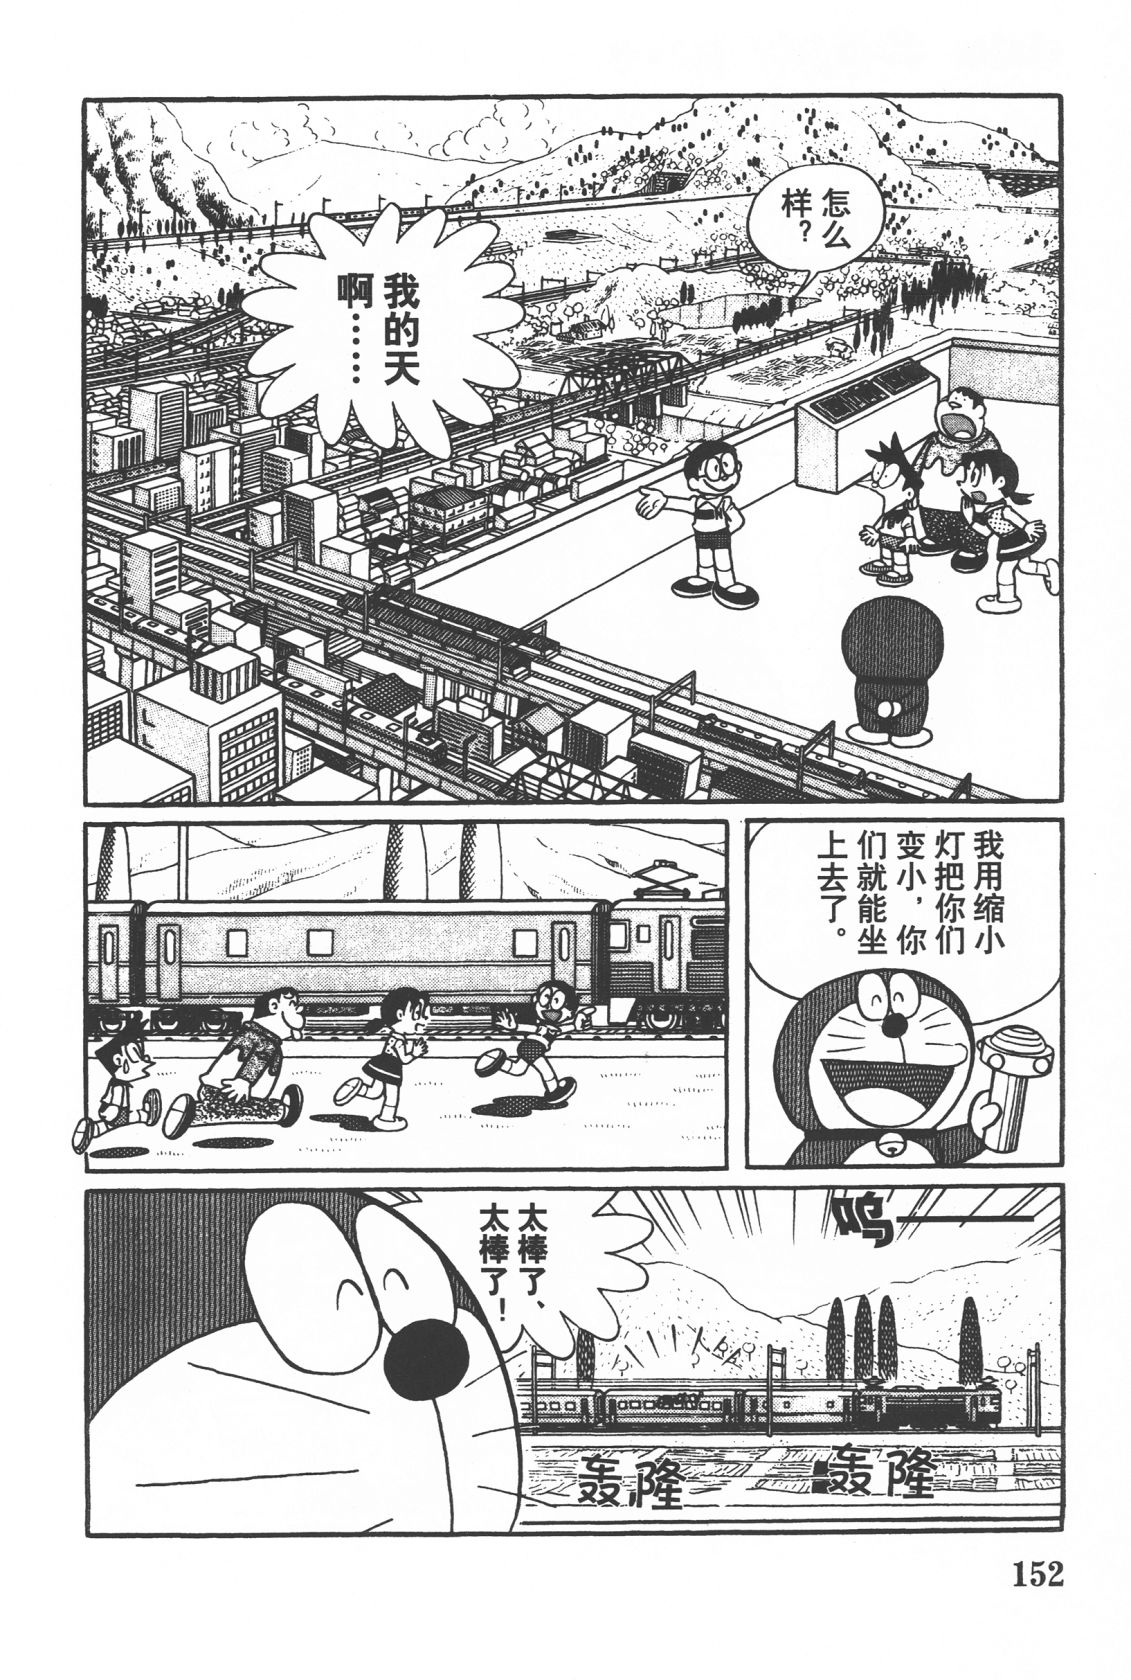 怎么
样？
我的天
啊……
我用缩小
灯把你们
变小，你
们就能坐
上去了。
呜——
太棒了、
太棒了！
轰隆
轰隆
152